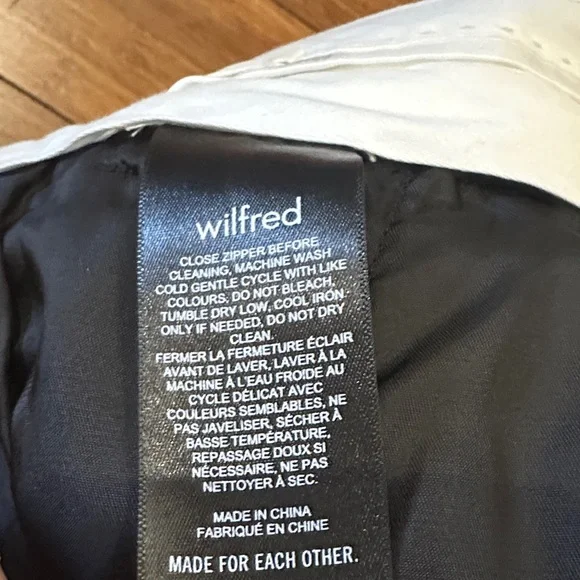 wilfred
CLOSE ZIPPER BEFORE
CLEANING, MACHINE WASH
COLD GENTLE CYCLE WITH LIKE
COLOURS, DO NOT BLEACH,
TUMBLE DRY LOW, COOL IRON
ONLY IF NEEDED, DO NOT DRY
CLEAN.
FERMER LA FERMETURE ÉCLAIR
AVANT DE LAVER, LAVER À LA
MACHINE À L'EAU FROIDE AU
CYCLE DÉLICAT AVEC
COULEURS SEMBLABLES, NE
PAS JAVELISER, SÉCHER À
BASSE TEMPÉRATURE,
REPASSAGE DOUX SI
NÉCESSAIRE, NE PAS
NETTOYER À SEC.
MADE IN CHINA
FABRIQUÉ EN CHINE
MADE FOR EACH OTHER.